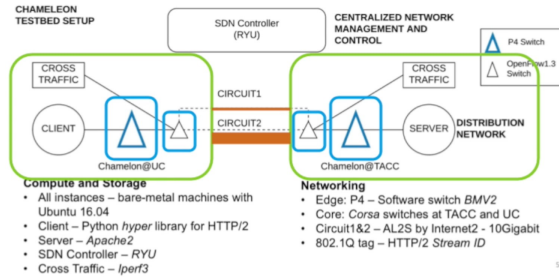 CHAMELEON
TESTBED SETUP
SDN Controller
(RYU)
CENTRALIZED NETWORK
MANAGEMENT AND
CONTROL
P4 Switch
OpenFlow1.3
Switch
CROSS
TRAFFIC
CIRCUIT1
CIRCUIT2
CROSS
TRAFFIC
CLIENT
SERVER
DISTRIBUTION
NETWORK
Chamelon@UC
Chamelon@TACC
Compute and Storage
• All instances – bare-metal machines with
Ubuntu 16.04
• Client – Python hyper library for HTTP/2
• Server – Apache2
• SDN Controller – RYU
• Cross Traffic – Iperf3
Networking
• Edge: P4 – Software switch BMV2
• Core: Corsa switches at TACC and UC
• Circuit1&2 – AL2S by Internet2 - 10Gigabit
• 802.1Q tag – HTTP/2 Stream ID